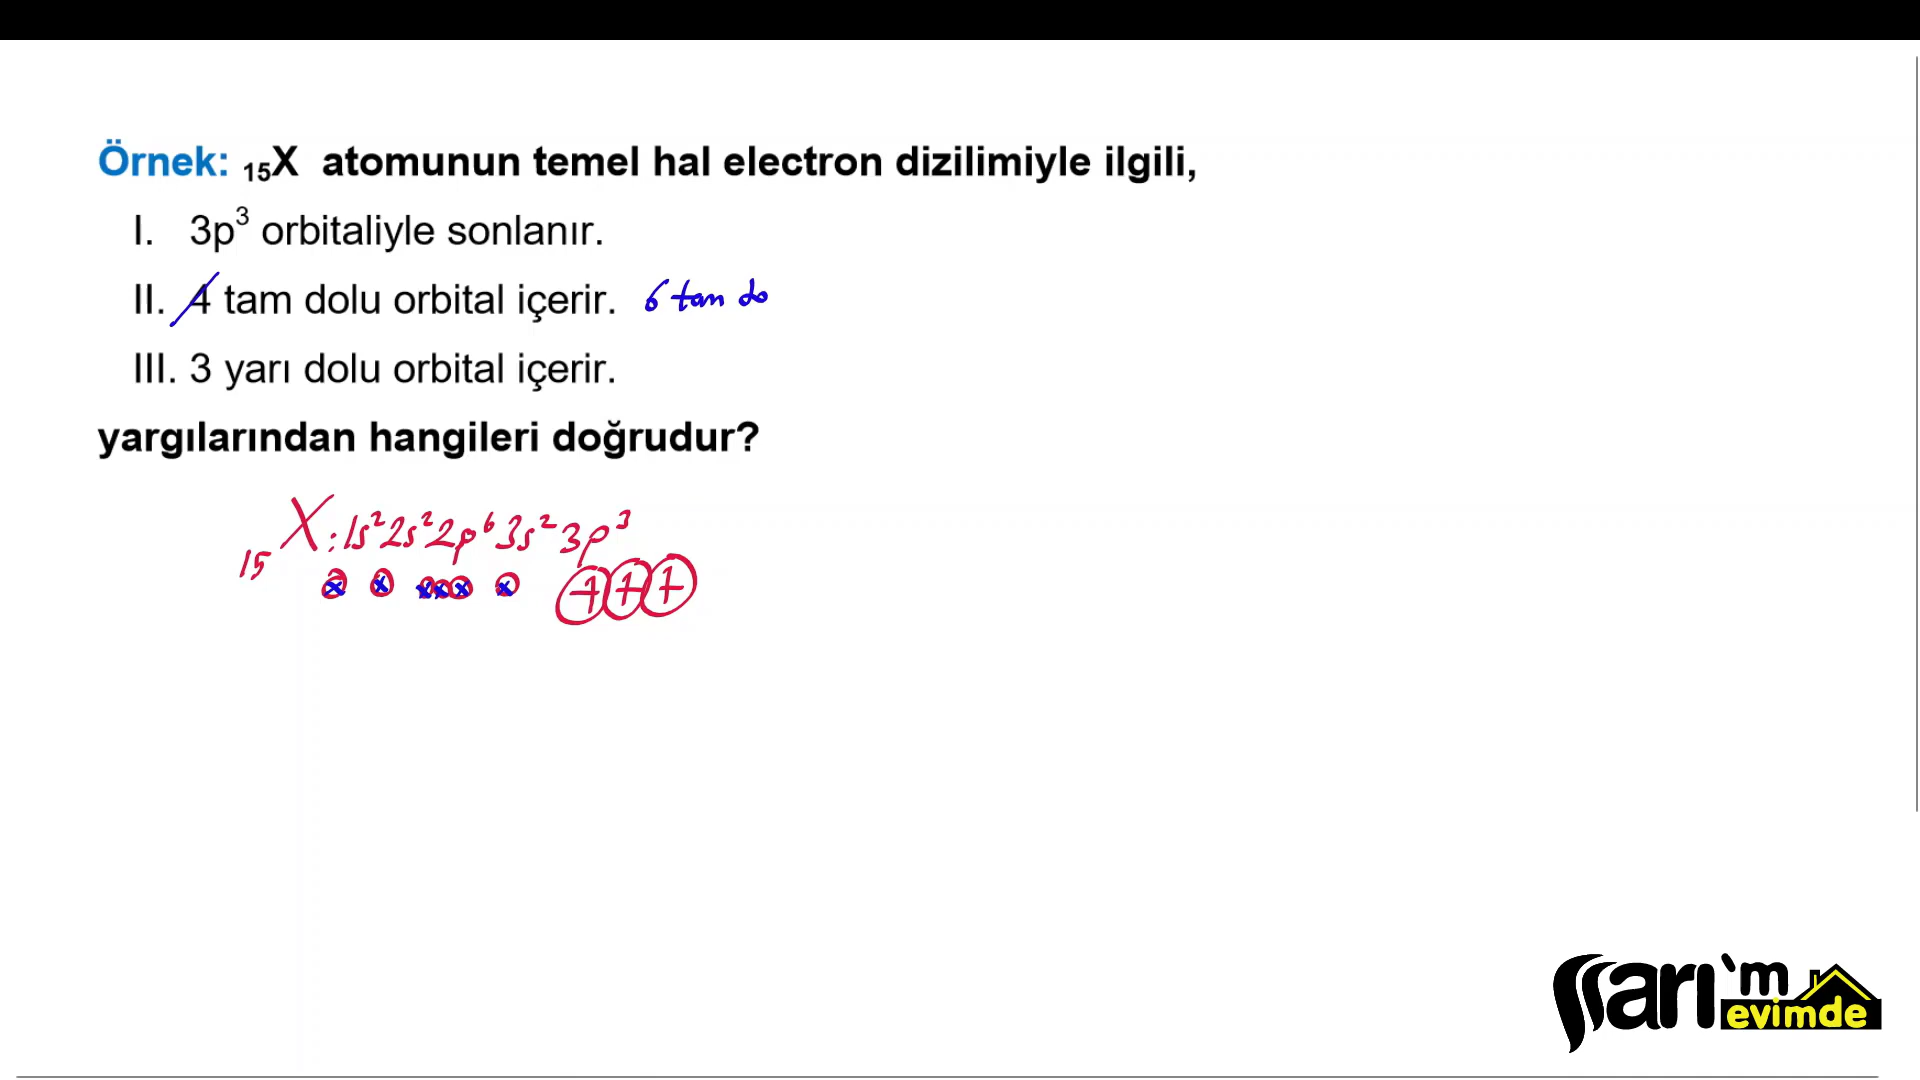 Örnek: ₁₅X atomunun temel hal electron dizilimiyle ilgili,
I. 3p³ orbitaliyle sonlanır.
II. 4 tam dolu orbital içerir. 6 tam do
III. 3 yarı dolu orbital içerir.
yargılarından hangileri doğrudur?
₁₅X: 1s² 2s² 2p⁶ 3s² 3p³
Sarı'm
evimde